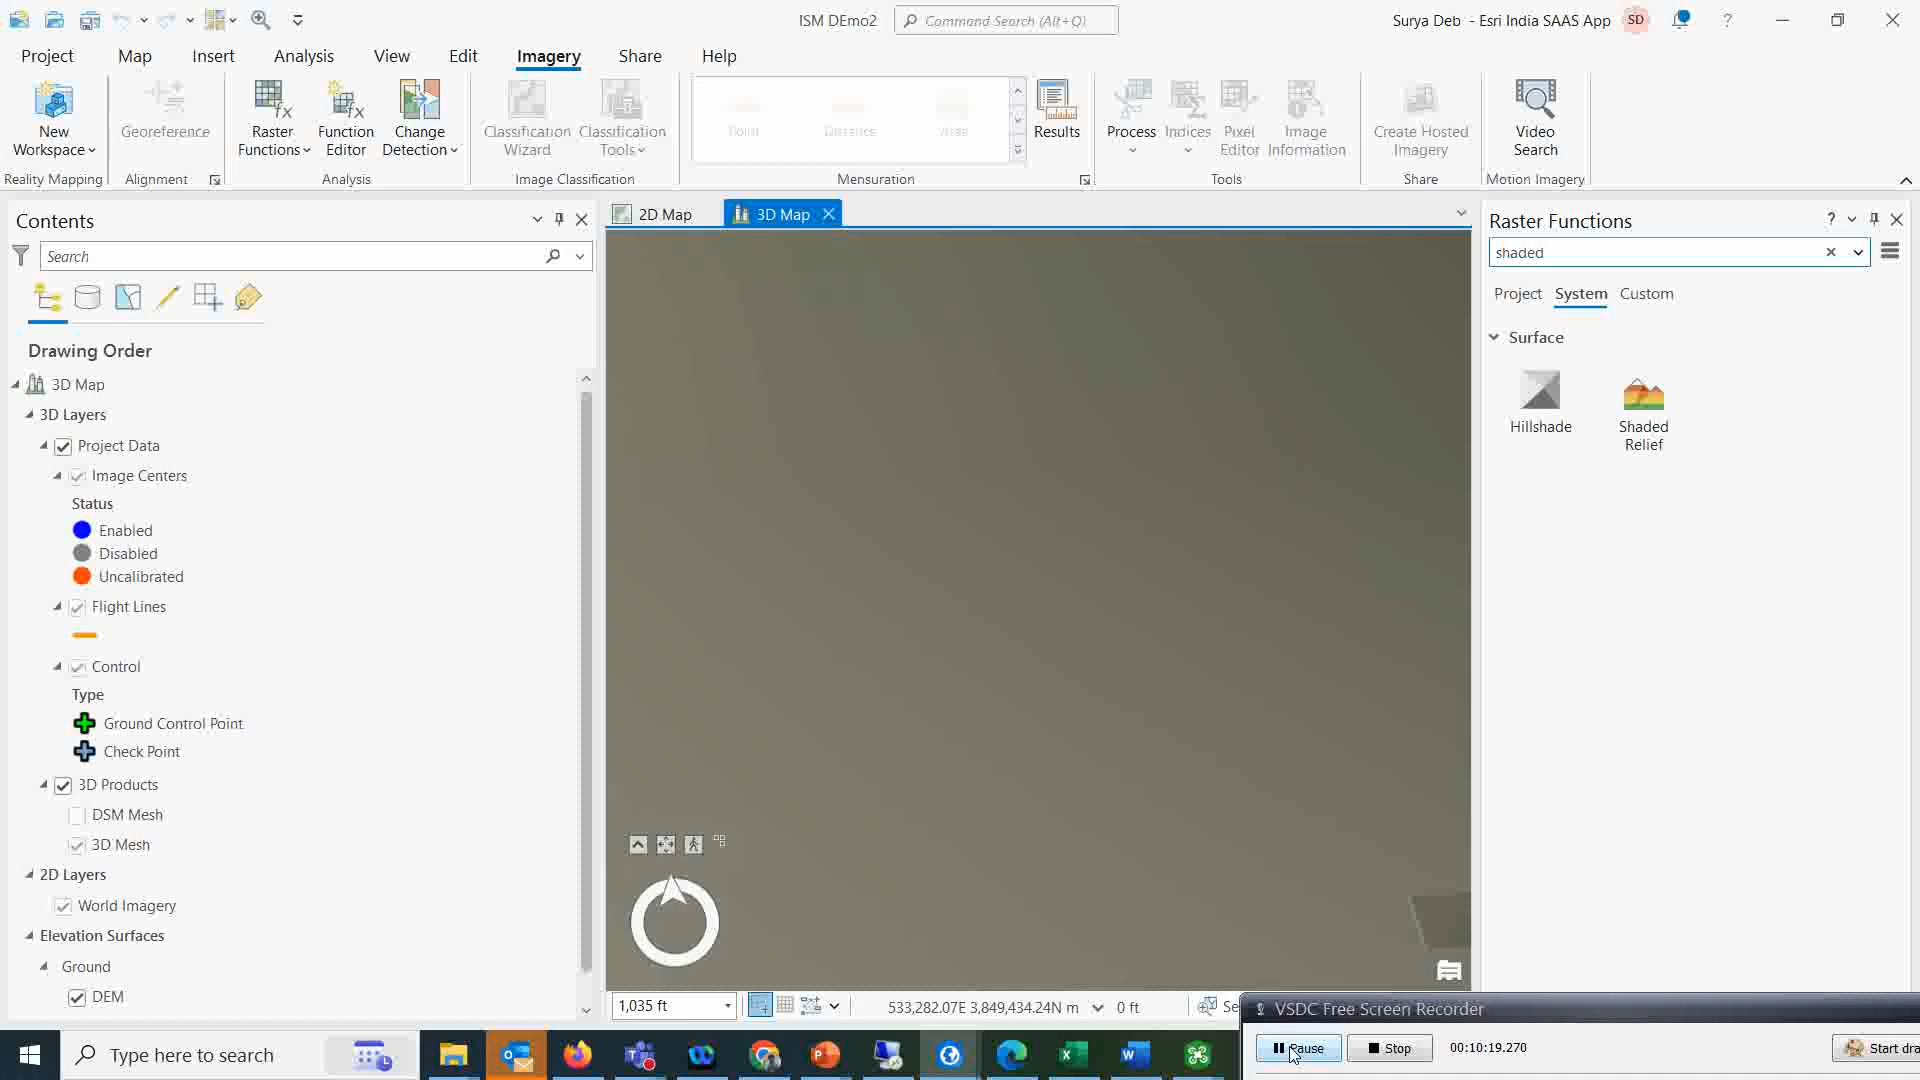 ISM DEmo2
Command Search (Alt+Q)
Surya Deb - Esri India SAAS App
SD
?
Project
Map
Insert
Analysis
View
Edit
Imagery
Share
Help
New
Workspace
Georeference
Raster
Functions
Function
Editor
Change
Detection
Classification
Wizard
Classification
Tools
Point
Distance
Area
Results
Process
Indices
Pixel
Editor
Image
Information
Create Hosted
Imagery
Video
Search
Reality Mapping
Alignment
Analysis
Image Classification
Mensuration
Tools
Share
Motion Imagery
Contents
Search
Drawing Order
3D Map
3D Layers
Project Data
Image Centers
Status
Enabled
Disabled
Uncalibrated
Flight Lines
Control
Type
Ground Control Point
Check Point
3D Products
DSM Mesh
3D Mesh
2D Layers
World Imagery
Elevation Surfaces
Ground
DEM
2D Map
3D Map
1,035 ft
533,282.07E 3,849,434.24N m
0 ft
Se
Raster Functions
?
shaded
Project
System
Custom
Surface
Hillshade
Shaded
Relief
VSDC Free Screen Recorder
Pause
Stop
00:10:19.270
Start dra
Type here to search